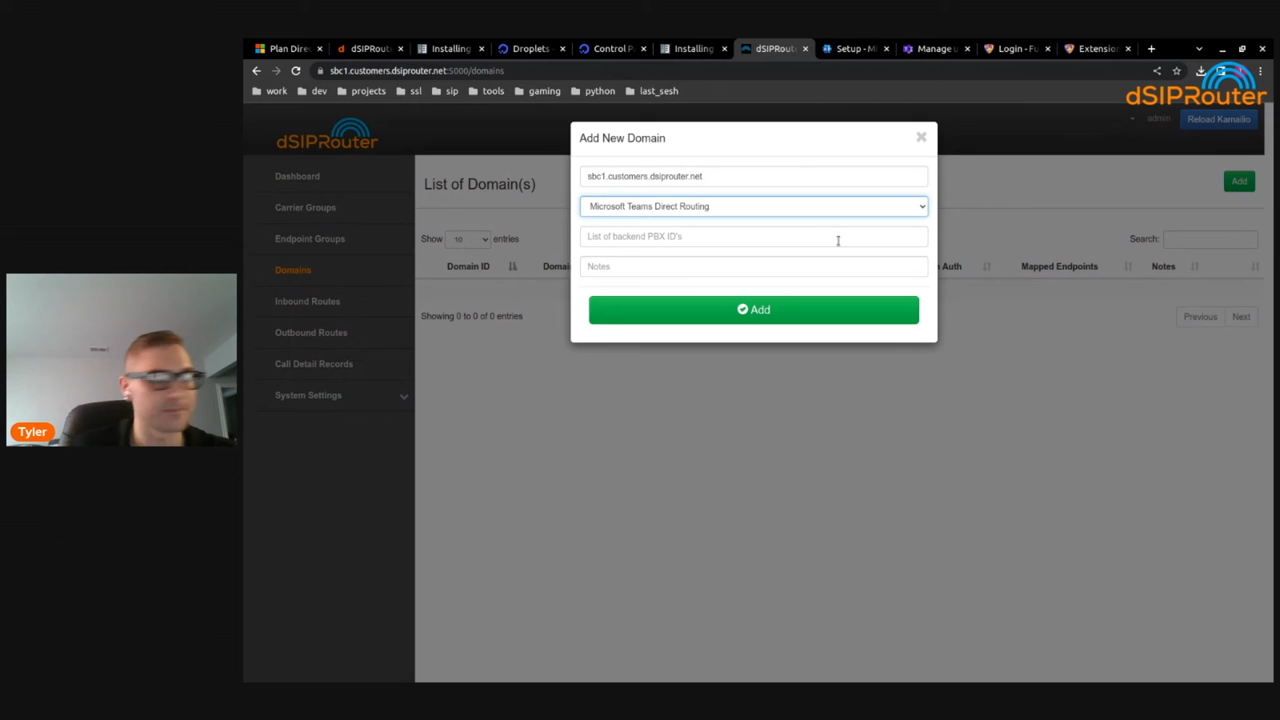 Plan Dire
dSIPRout
Installing
Droplets -
Control P
Installing
dSIPRout
Setup - Mi
Manage u
Login - Fu
Extension
sbc1.customers.dsiprouter.net:5000/domains
work
dev
projects
ssl
sip
tools
gaming
python
last_sesh
dSIPRouter
dSIPRouter
admin
Reload Kamailio
Dashboard
Carrier Groups
Endpoint Groups
Domains
Inbound Routes
Outbound Routes
Call Detail Records
System Settings
List of Domain(s)
Add
Show 10 entries
Search:
Domain ID
Domai
n Auth
Mapped Endpoints
Notes
Showing 0 to 0 of 0 entries
Previous
Next
Add New Domain
sbc1.customers.dsiprouter.net
Microsoft Teams Direct Routing
List of backend PBX ID's
Notes
Add
Tyler